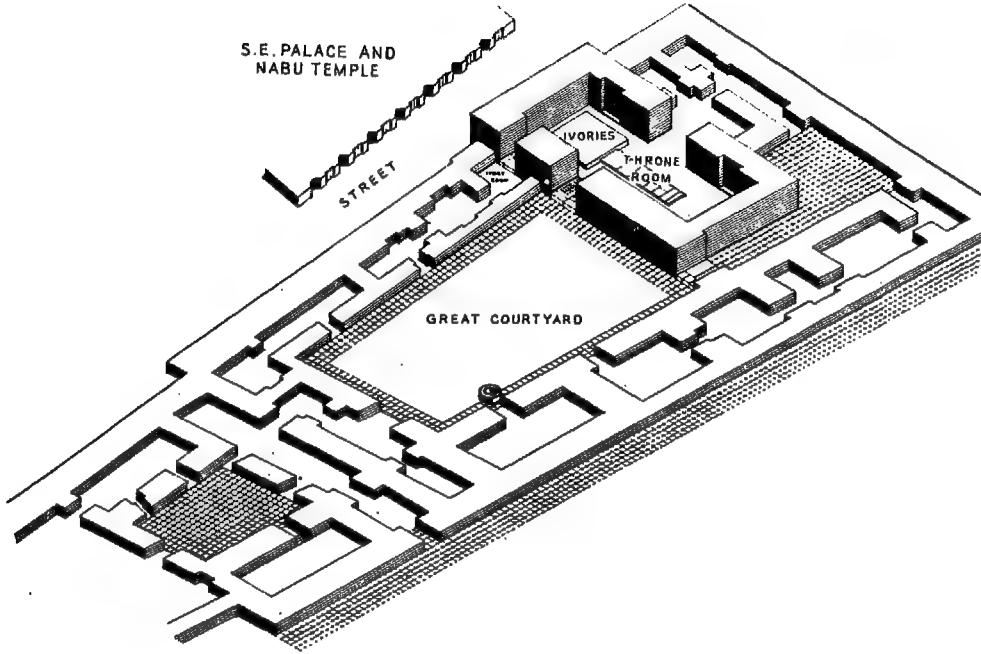 S.E. PALACE AND
NABU TEMPLE
STREET
IVORIES
THRONE
ROOM
GREAT COURTYARD